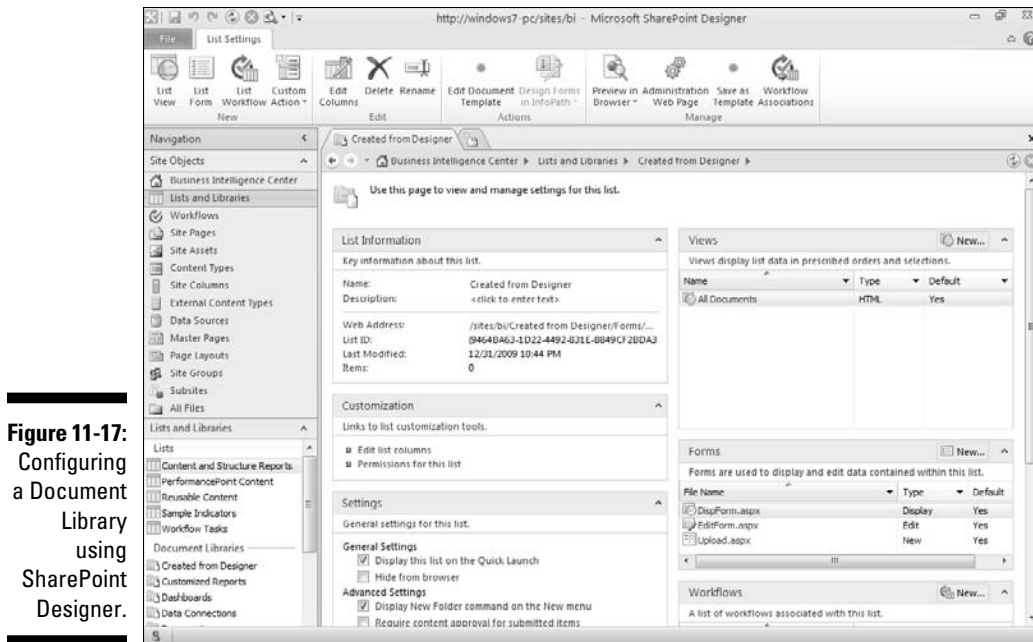 http://windows7-pc/sites/bi - Microsoft SharePoint Designer
File
List Settings
List View
List Form
List Workflow
Custom Action
New
Edit Columns
Delete
Rename
Edit
Edit Document Template
Design Forms in InfoPath
Actions
Preview in Browser
Administration Web Page
Save as Template
Workflow Associations
Manage
Navigation
Site Objects
Business Intelligence Center
Lists and Libraries
Workflows
Site Pages
Site Assets
Content Types
Site Columns
External Content Types
Data Sources
Master Pages
Page Layouts
Site Groups
Subsites
All Files
Lists and Libraries
Lists
Content and Structure Reports
PerformancePoint Content
Reusable Content
Sample Indicators
Workflow Tasks
Document Libraries
Created from Designer
Customized Reports
Dashboards
Data Connections
Created from Designer
Business Intelligence Center
Lists and Libraries
Created from Designer
Use this page to view and manage settings for this list.
List Information
Key information about this list.
Name: Created from Designer
Description: <click to enter text>
Web Address: /sites/bi/Created from Designer/Forms/...
List ID: {9464BA63-1D22-4492-831E-8849CF2BDA3
Last Modified: 12/31/2009 10:44 PM
Items: 0
Customization
Links to list customization tools.
Edit list columns
Permissions for this list
Settings
General settings for this list.
General Settings
Display this list on the Quick Launch
Hide from browser
Advanced Settings
Display New Folder command on the New menu
Require content approval for submitted items
Views
New...
Views display list data in prescribed orders and selections.
Name Type Default
All Documents HTML Yes
Forms
New...
Forms are used to display and edit data contained within this list.
File Name Type Default
DispForm.aspx Display Yes
EditForm.aspx Edit Yes
Upload.aspx New Yes
Workflows
New...
A list of workflows associated with this list.
Figure 11-17:
Configuring
a Document
Library
using
SharePoint
Designer.